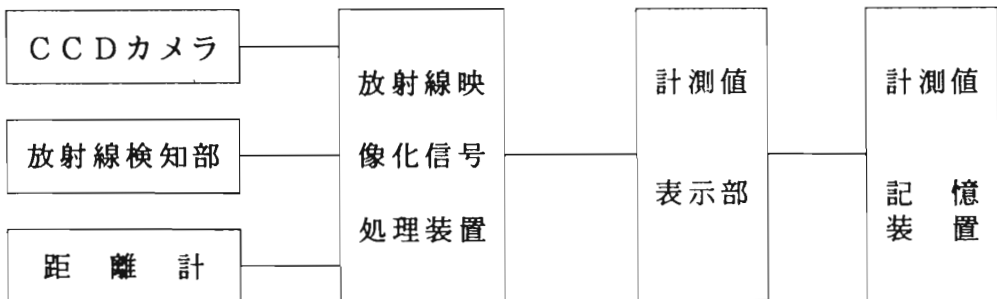 CCDカメラ
放射線検知部
距離計
放射線映
像化信号
処理装置
計測値
表示部
計測値
記憶
装置